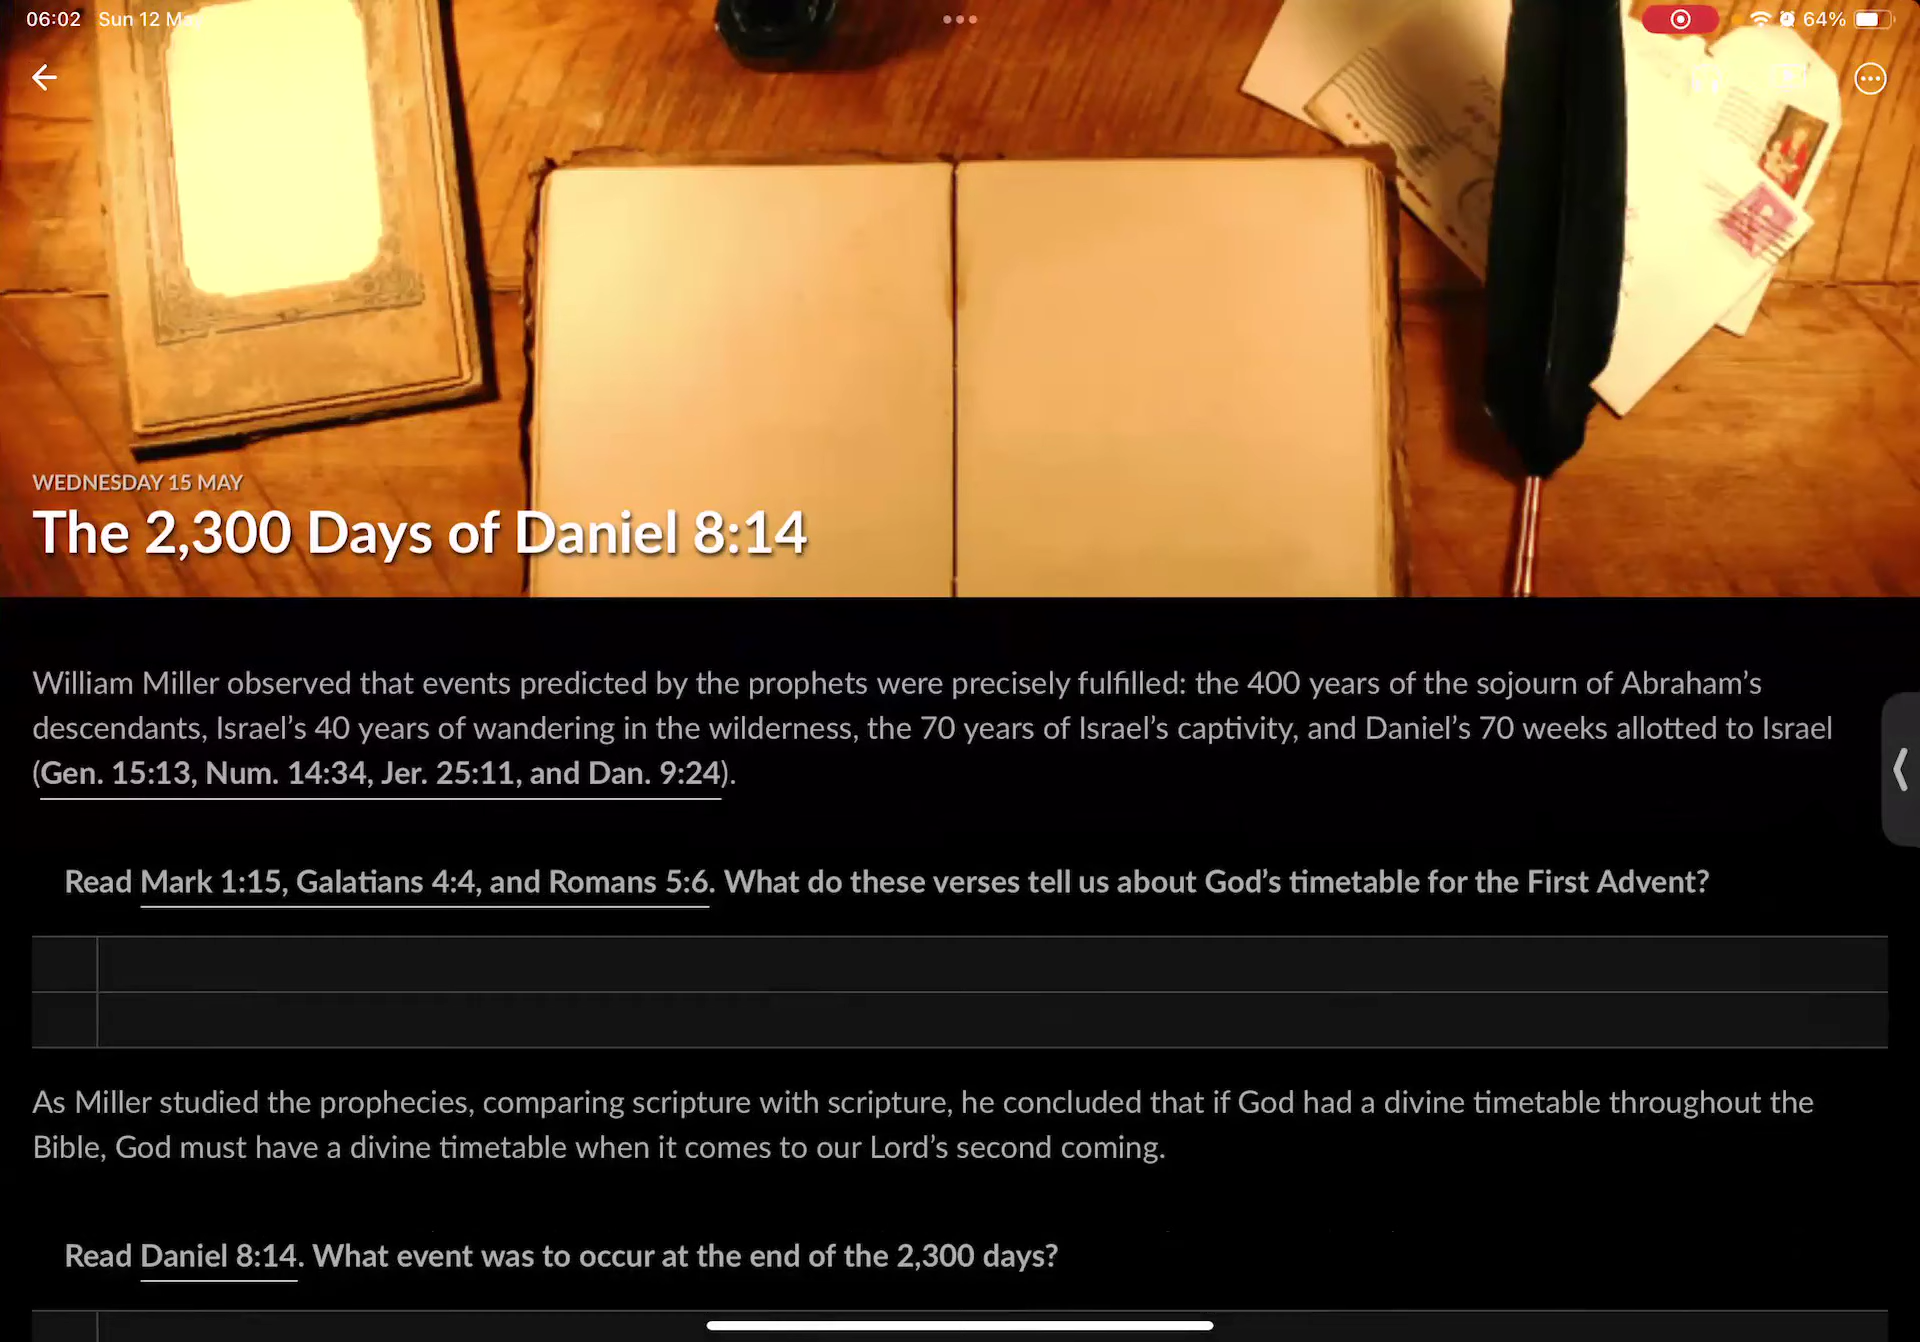 06:02 Sun 12 May
64%
WEDNESDAY 15 MAY
The 2,300 Days of Daniel 8:14
William Miller observed that events predicted by the prophets were precisely fulfilled: the 400 years of the sojourn of Abraham’s
descendants, Israel’s 40 years of wandering in the wilderness, the 70 years of Israel’s captivity, and Daniel’s 70 weeks allotted to Israel
(Gen. 15:13, Num. 14:34, Jer. 25:11, and Dan. 9:24).
Read Mark 1:15, Galatians 4:4, and Romans 5:6. What do these verses tell us about God’s timetable for the First Advent?
As Miller studied the prophecies, comparing scripture with scripture, he concluded that if God had a divine timetable throughout the
Bible, God must have a divine timetable when it comes to our Lord’s second coming.
Read Daniel 8:14. What event was to occur at the end of the 2,300 days?